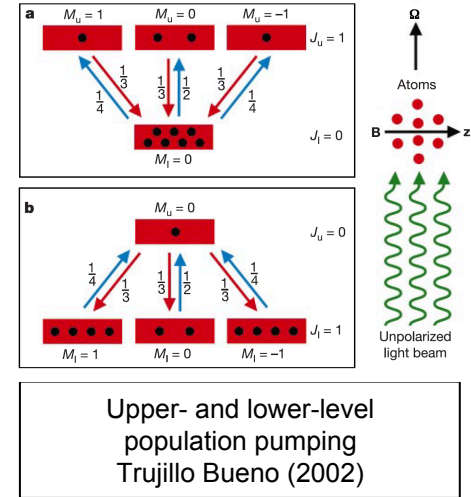 a
M_u = 1
M_u = 0
M_u = −1
J_u = 1
1/3
1/4
1/3
1/2
1/3
1/4
J_l = 0
M_l = 0
b
M_u = 0
J_u = 0
1/4
1/3
1/3
1/2
1/3
1/4
J_l = 1
M_l = 1
M_l = 0
M_l = −1
Ω
Atoms
B
z
Unpolarized
light beam
Upper- and lower-level
population pumping
Trujillo Bueno (2002)